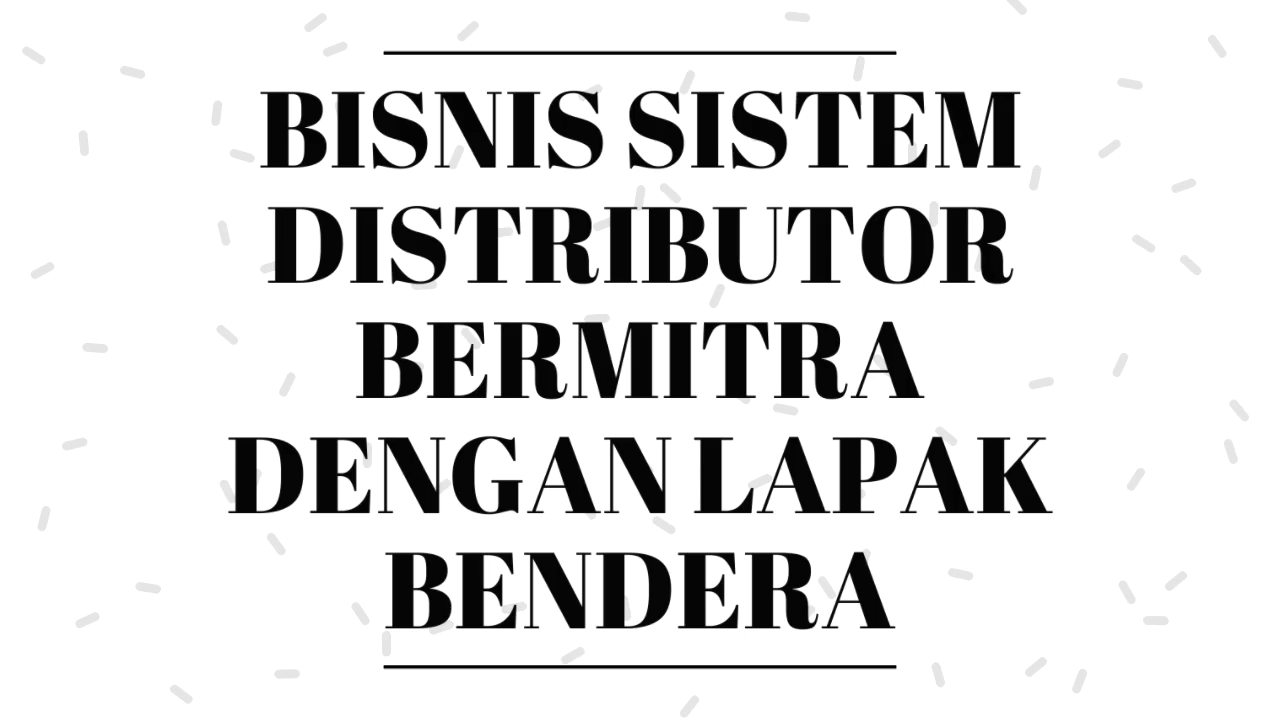 BISNIS SISTEM
DISTRIBUTOR
BERMITRA
DENGAN LAPAK
BENDERA